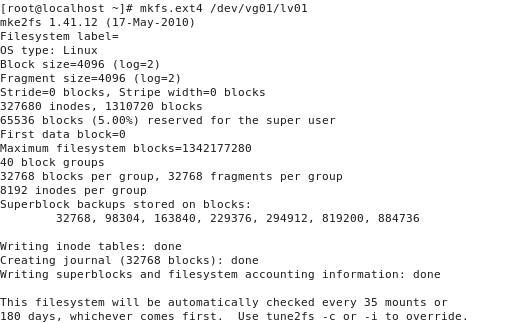 [root@localhost ~]# mkfs.ext4 /dev/vg01/lv01
mke2fs 1.41.12 (17-May-2010)
Filesystem label=
OS type: Linux
Block size=4096 (log=2)
Fragment size=4096 (log=2)
Stride=0 blocks, Stripe width=0 blocks
327680 inodes, 1310720 blocks
65536 blocks (5.00%) reserved for the super user
First data block=0
Maximum filesystem blocks=1342177280
40 block groups
32768 blocks per group, 32768 fragments per group
8192 inodes per group
Superblock backups stored on blocks:
        32768, 98304, 163840, 229376, 294912, 819200, 884736
Writing inode tables: done
Creating journal (32768 blocks): done
Writing superblocks and filesystem accounting information: done
This filesystem will be automatically checked every 35 mounts or
180 days, whichever comes first.  Use tune2fs -c or -i to override.